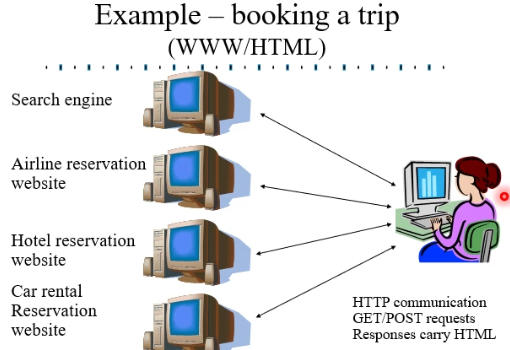 Example – booking a trip
(WWW/HTML)
Search engine
Airline reservation
website
Hotel reservation
website
Car rental
Reservation
website
HTTP communication
GET/POST requests
Responses carry HTML